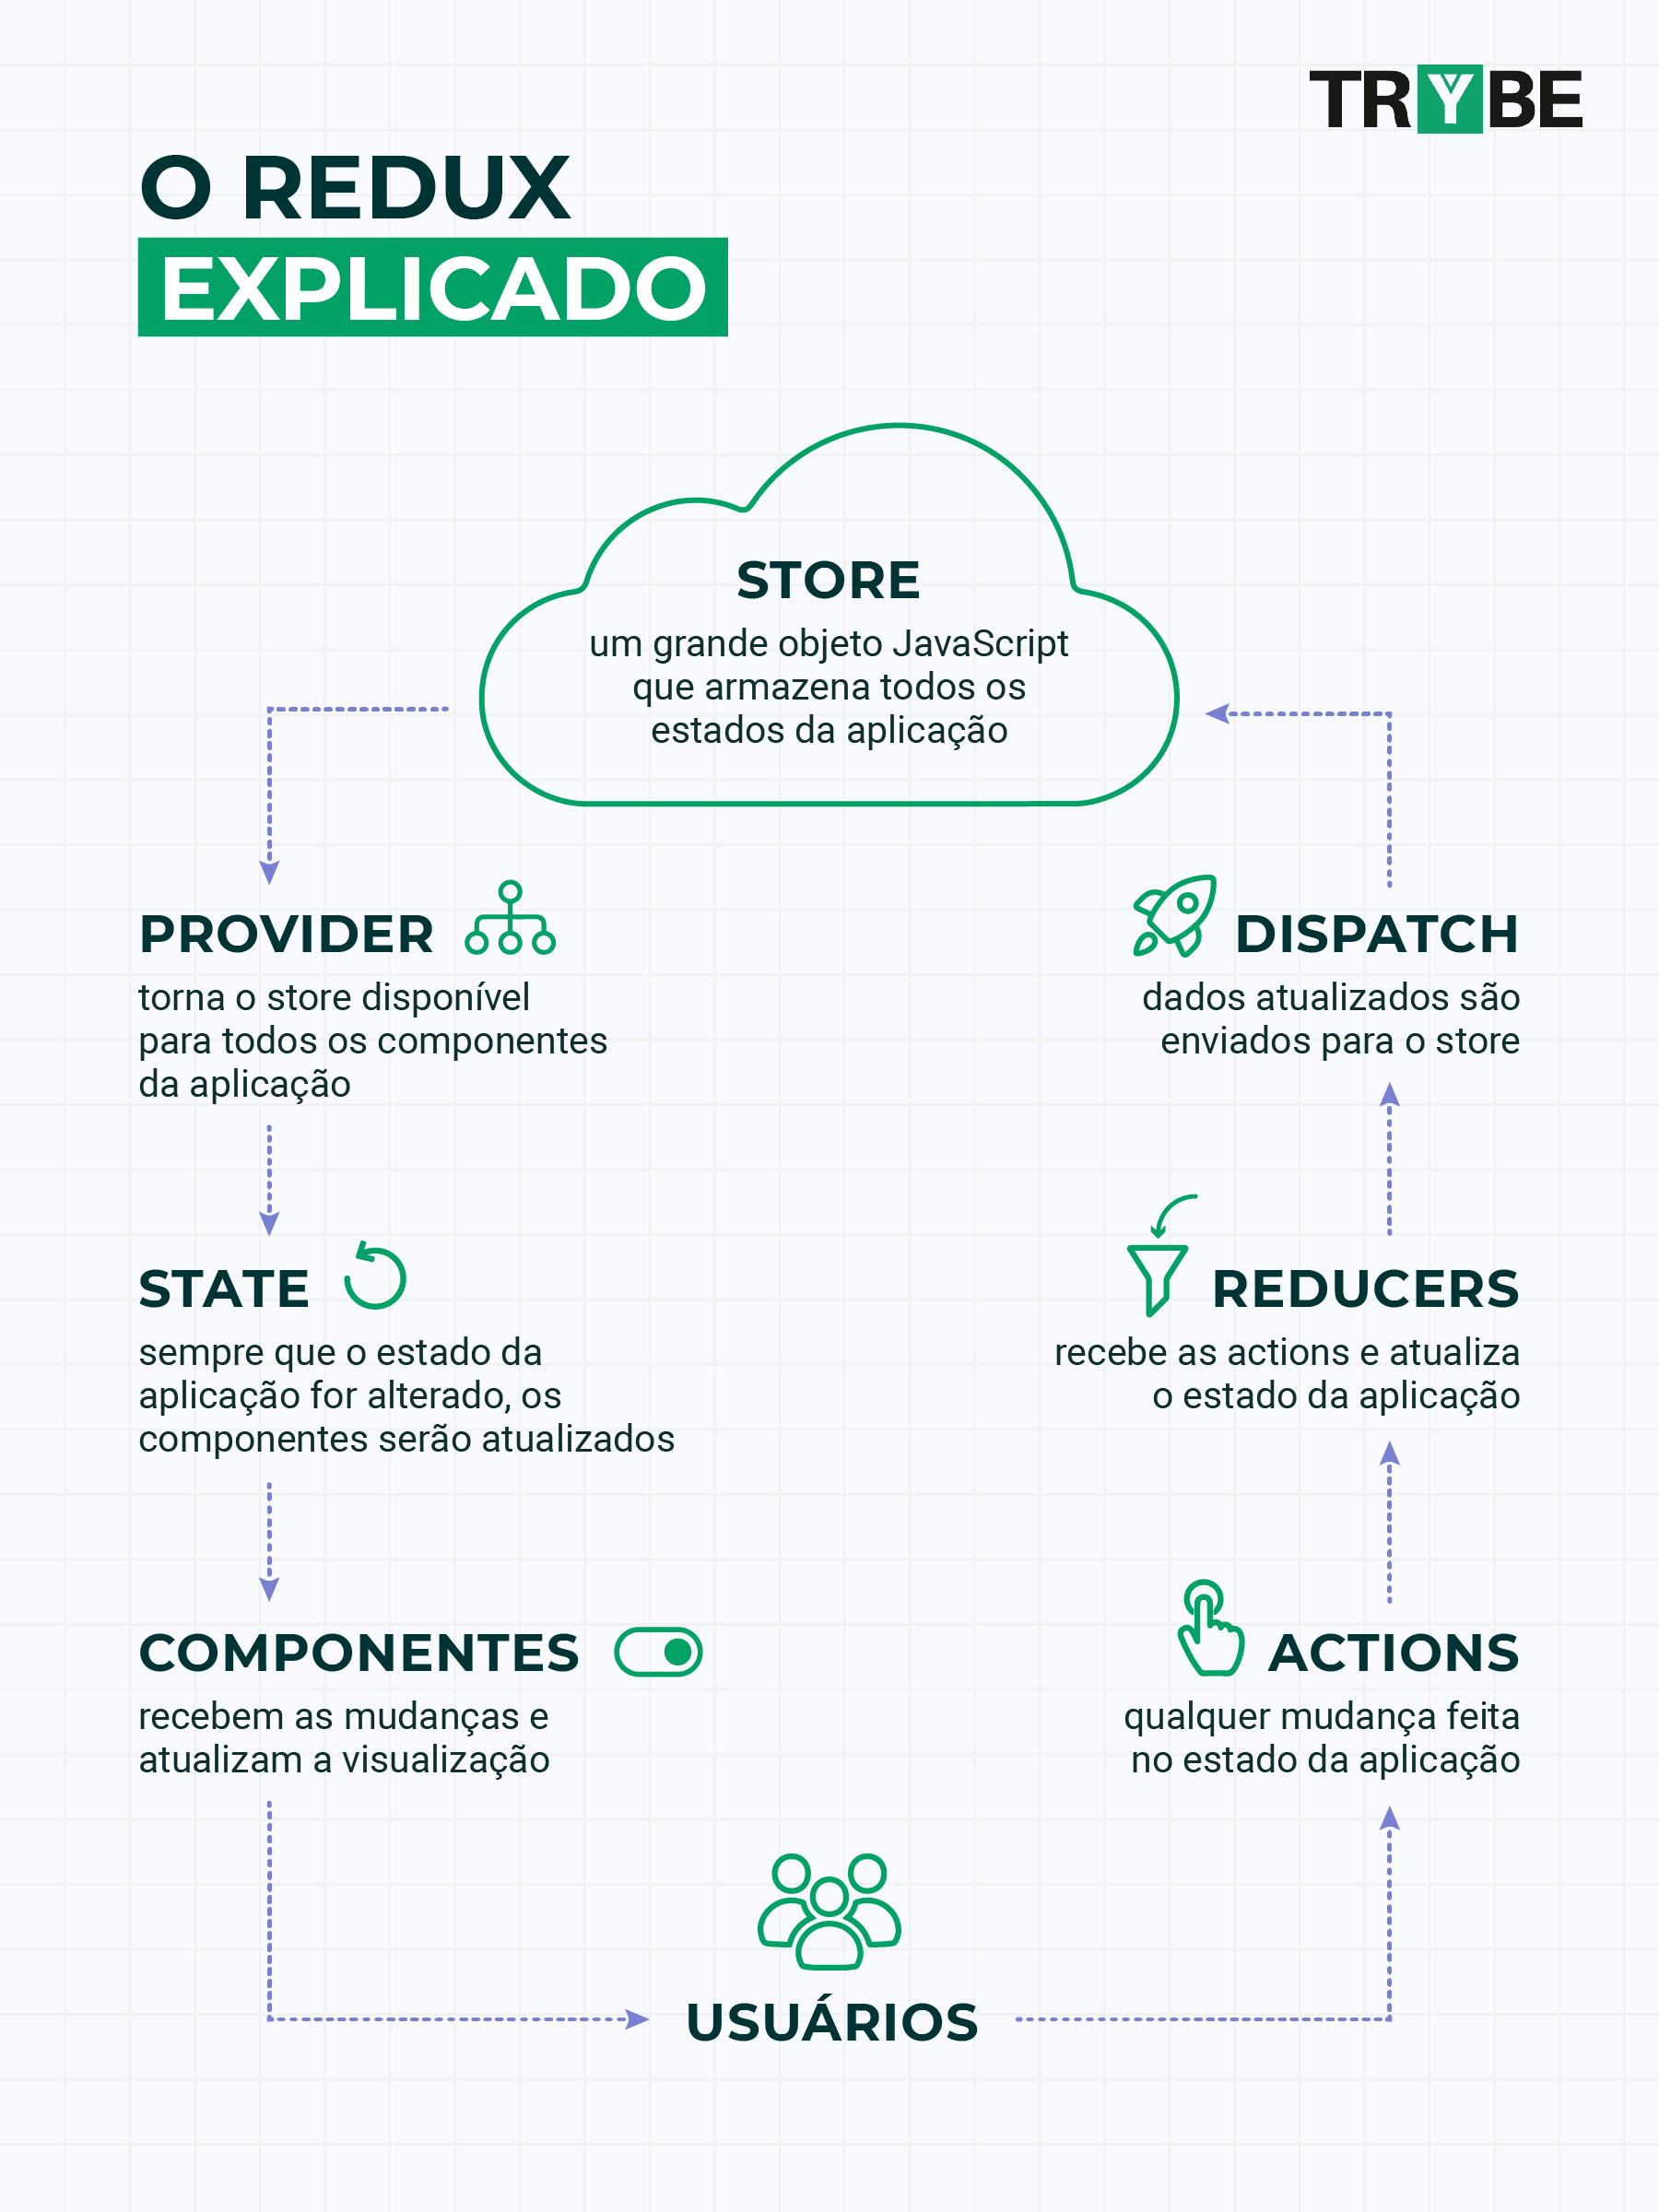 TRYBE
O REDUX
EXPLICADO
STORE
um grande objeto JavaScript
que armazena todos os
estados da aplicação
PROVIDER
torna o store disponível
para todos os componentes
da aplicação
STATE
sempre que o estado da
aplicação for alterado, os
componentes serão atualizados
COMPONENTES
recebem as mudanças e
atualizam a visualização
DISPATCH
dados atualizados são
enviados para o store
REDUCERS
recebe as actions e atualiza
o estado da aplicação
ACTIONS
qualquer mudança feita
no estado da aplicação
USUÁRIOS